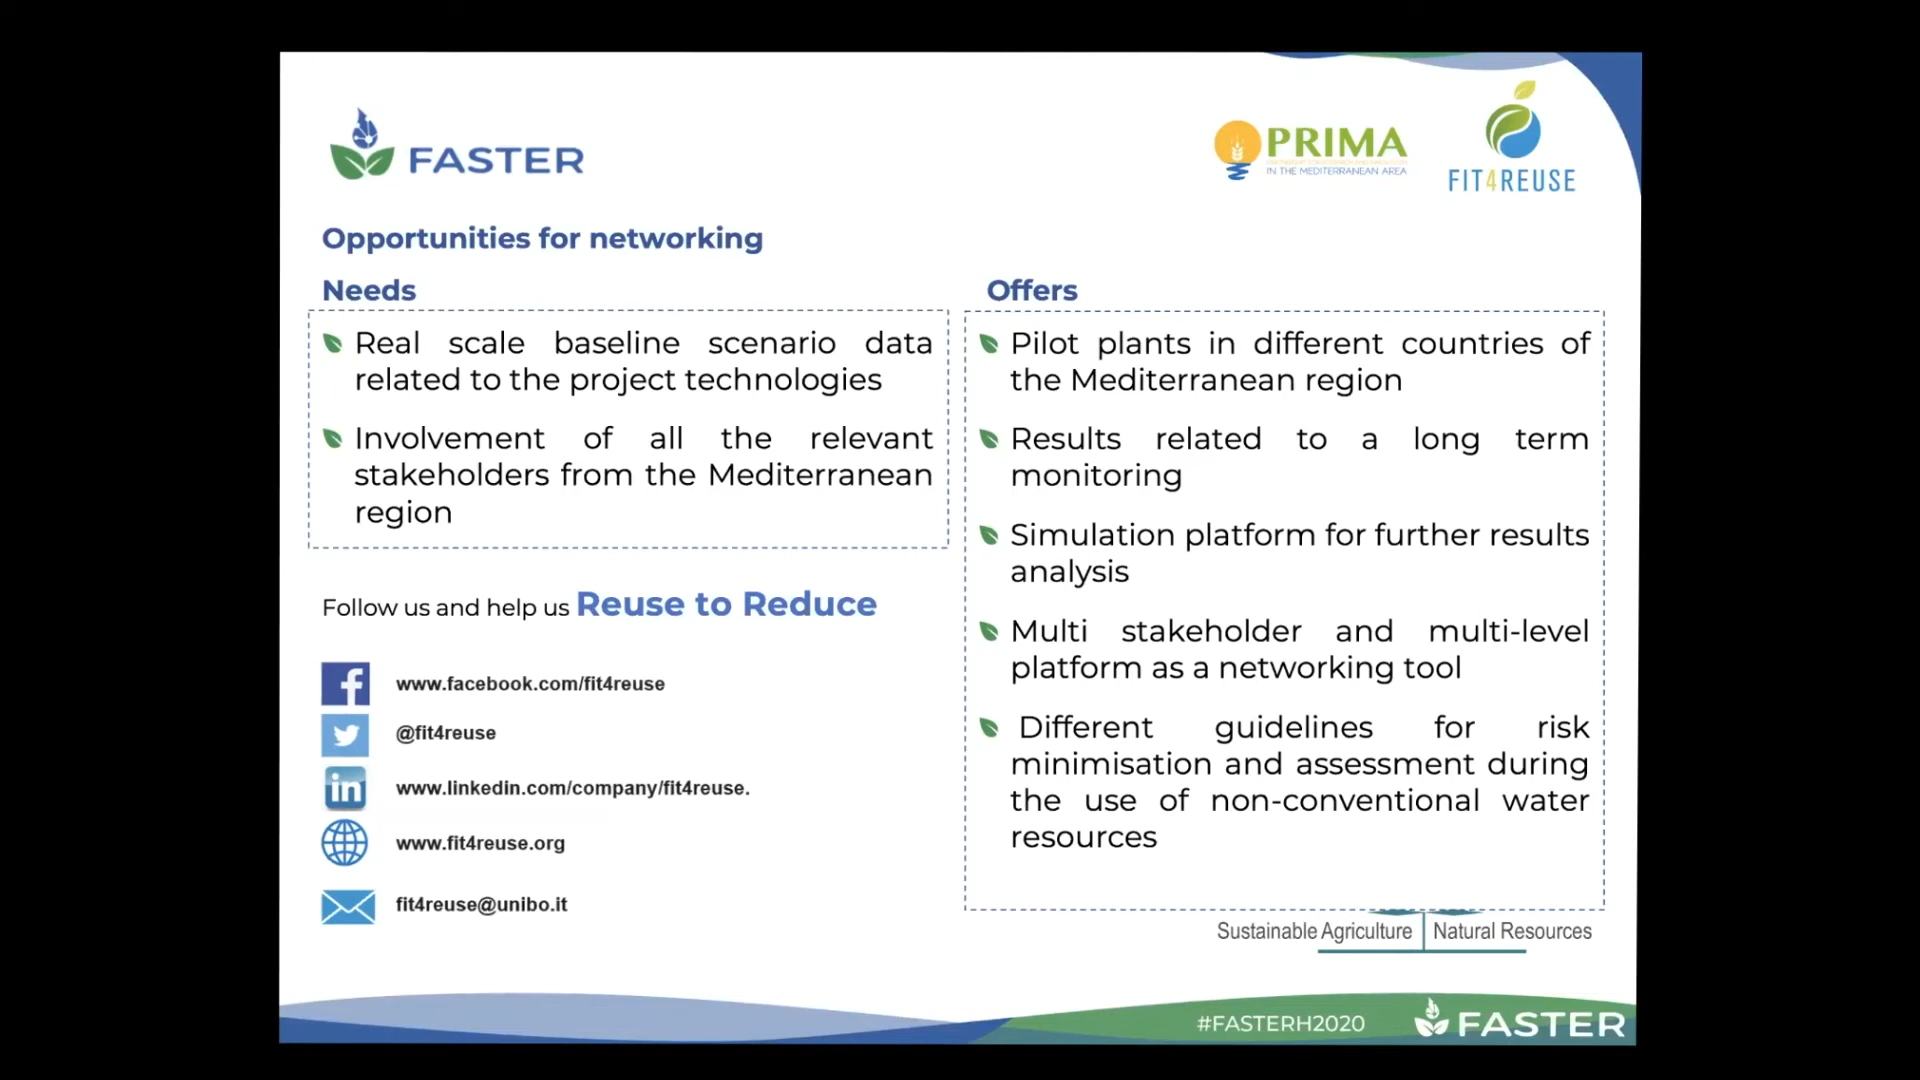 FASTER
PRIMA
IN THE MEDITERRANEAN AREA
FIT4REUSE
Opportunities for networking
Needs
Real scale baseline scenario data
related to the project technologies
Involvement of all the relevant
stakeholders from the Mediterranean
region
Follow us and help us Reuse to Reduce
www.facebook.com/fit4reuse
@fit4reuse
www.linkedin.com/company/fit4reuse.
www.fit4reuse.org
fit4reuse@unibo.it
Offers
Pilot plants in different countries of
the Mediterranean region
Results related to a long term
monitoring
Simulation platform for further results
analysis
Multi stakeholder and multi-level
platform as a networking tool
Different guidelines for risk
minimisation and assessment during
the use of non-conventional water
resources
Sustainable Agriculture Natural Resources
#FASTERH2020 FASTER